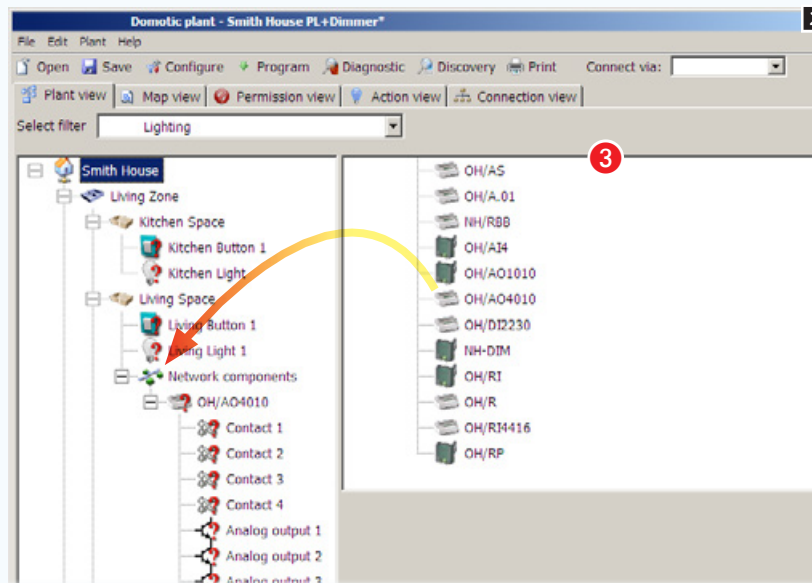 Domotic plant - Smith House PL+Dimmer*
File Edit Plant Help
Open Save Configure Program Diagnostic Discovery Print Connect via:
Plant view Map view Permission view Action view Connection view
Select filter Lighting
3
Smith House
Living Zone
Kitchen Space
Kitchen Button 1
Kitchen Light
Living Space
Living Button 1
Living Light 1
Network components
OH/AO4010
Contact 1
Contact 2
Contact 3
Contact 4
Analog output 1
Analog output 2
Analog output 3
OH/AS
OH/A.01
NH/RBB
OH/AI4
OH/AO1010
OH/AO4010
OH/DI2230
NH-DIM
OH/RI
OH/R
OH/RI4416
OH/RP